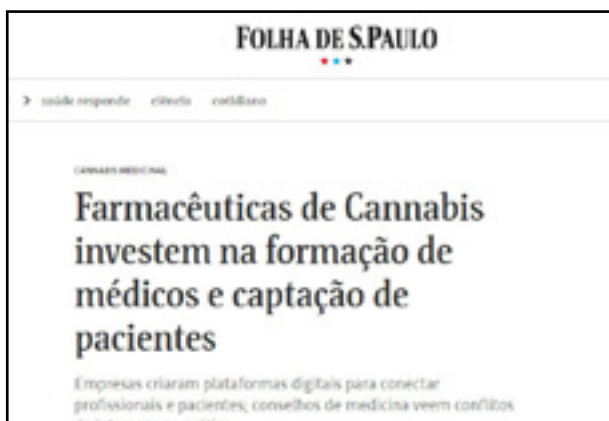 FOLHA DE S.PAULO
> saúde responde ciência cotidiano
CANNABIS MEDICINAL
Farmacêuticas de Cannabis
investem na formação de
médicos e captação de
pacientes
Empresas criaram plataformas digitais para conectar
profissionais e pacientes; conselhos de medicina veem conflitos